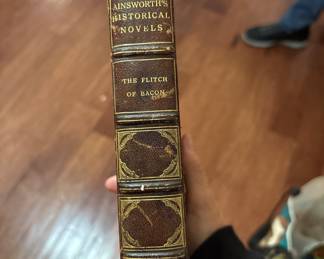 AINSWORTH'S
HISTORICAL
NOVELS
THE FLITCH
OF BACON